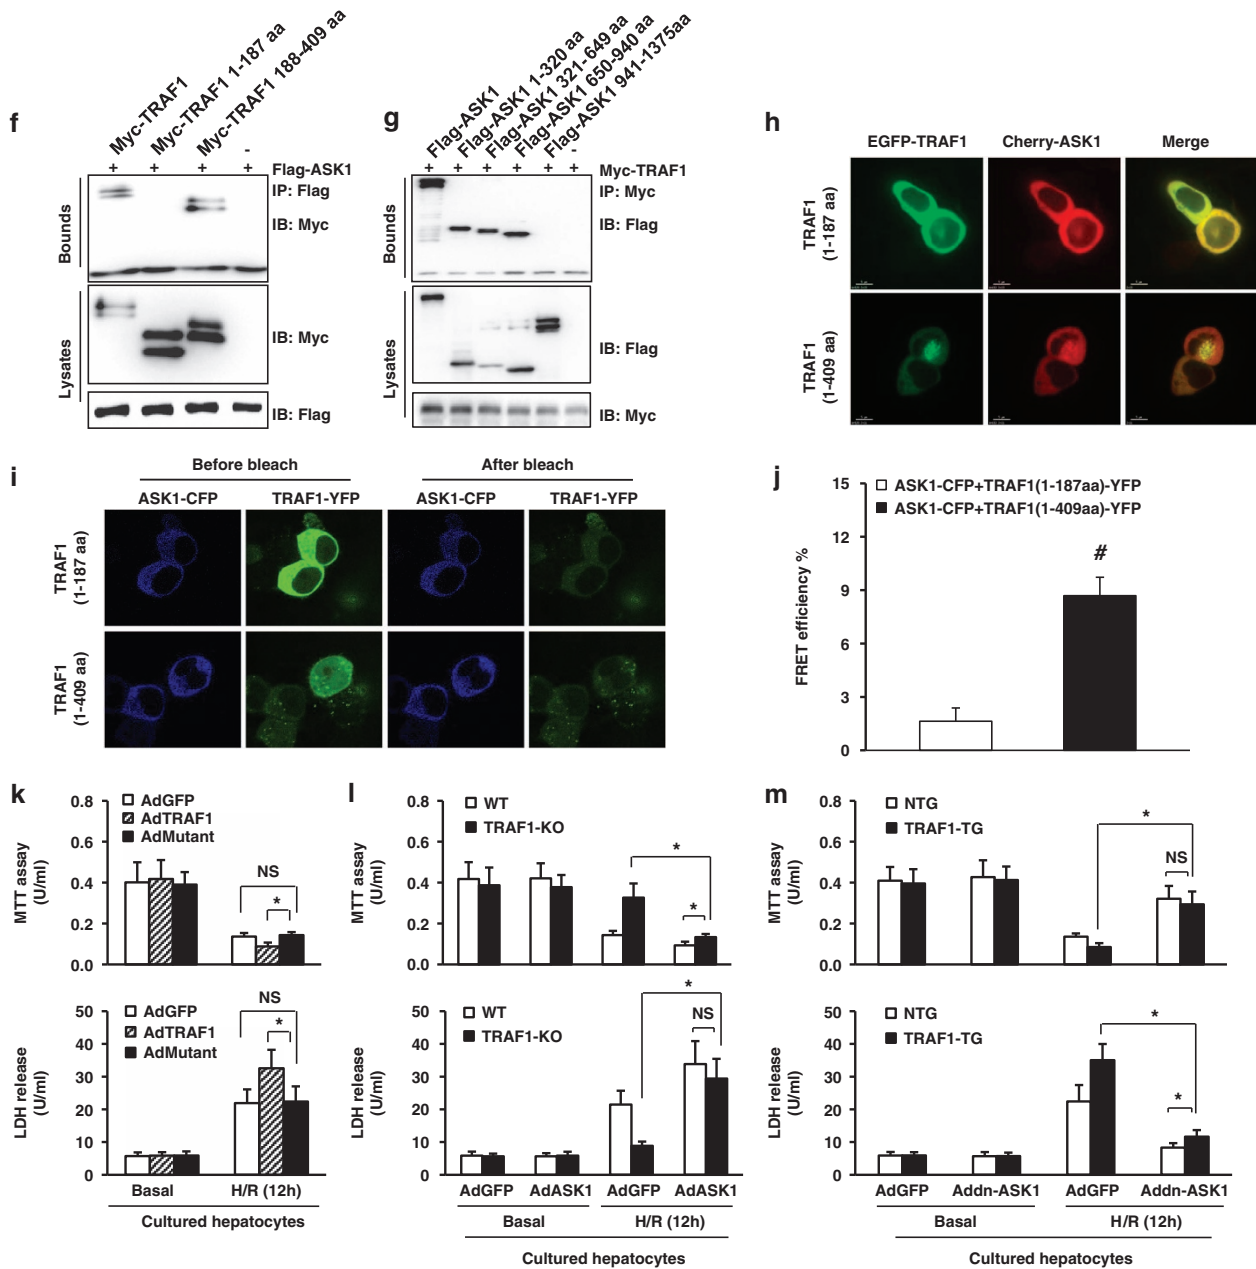 f
Myc-TRAF1
Myc-TRAF1 1-187 aa
Myc-TRAF1 188-409 aa
-
+ + + + Flag-ASK1
Bounds
IP: Flag
IB: Myc
Lysates
IB: Myc
IB: Flag
g
Flag-ASK1
Flag-ASK1 1-320 aa
Flag-ASK1 321-649 aa
Flag-ASK1 650-940 aa
Flag-ASK1 941-1375aa
-
+ + + + + + Myc-TRAF1
Bounds
IP: Myc
IB: Flag
Lysates
IB: Flag
IB: Myc
h
EGFP-TRAF1 Cherry-ASK1 Merge
TRAF1
(1-187 aa)
TRAF1
(1-409 aa)
i
Before bleach After bleach
ASK1-CFP TRAF1-YFP ASK1-CFP TRAF1-YFP
TRAF1
(1-187 aa)
TRAF1
(1-409 aa)
j
ASK1-CFP+TRAF1(1-187aa)-YFP
ASK1-CFP+TRAF1(1-409aa)-YFP
FRET efficiency %
15
12
9
6
3
0
#
k
AdGFP
AdTRAF1
AdMutant
MTT assay
(U/ml)
0.8
0.6
0.4
0.2
0.0
NS
*
AdGFP
AdTRAF1
AdMutant
LDH release
(U/ml)
50
40
30
20
10
0
NS
*
Basal H/R (12h)
Cultured hepatocytes
l
WT
TRAF1-KO
MTT assay
(U/ml)
0.8
0.6
0.4
0.2
0.0
*
*
WT
TRAF1-KO
LDH release
(U/ml)
50
40
30
20
10
0
*
NS
AdGFP AdASK1 AdGFP AdASK1
Basal H/R (12h)
Cultured hepatocytes
m
NTG
TRAF1-TG
MTT assay
(U/ml)
0.8
0.6
0.4
0.2
0.0
*
NS
NTG
TRAF1-TG
LDH release
(U/ml)
50
40
30
20
10
0
*
*
AdGFP Addn-ASK1 AdGFP Addn-ASK1
Basal H/R (12h)
Cultured hepatocytes